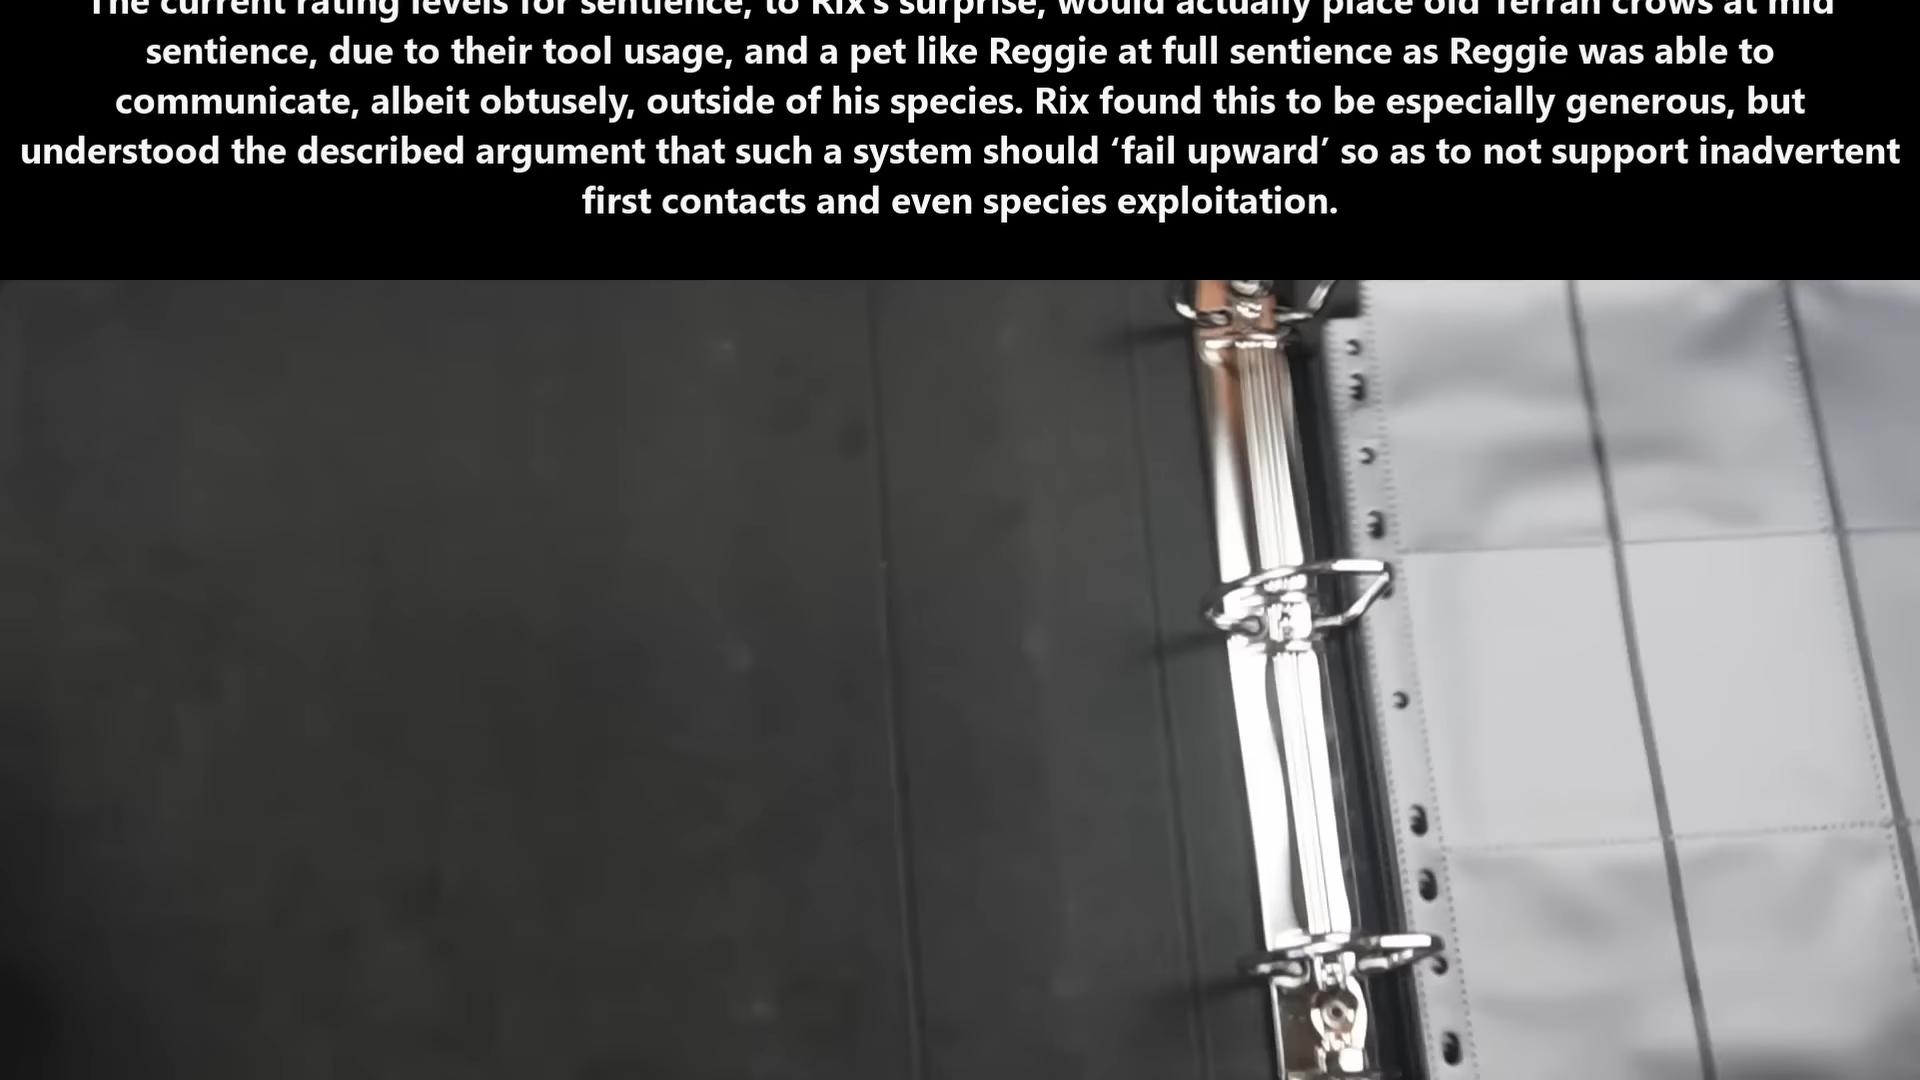 The current rating levels for sentience, to Rix's surprise, would actually place old Terran crows at mid
sentience, due to their tool usage, and a pet like Reggie at full sentience as Reggie was able to
communicate, albeit obtusely, outside of his species. Rix found this to be especially generous, but
understood the described argument that such a system should ‘fail upward’ so as to not support inadvertent
first contacts and even species exploitation.